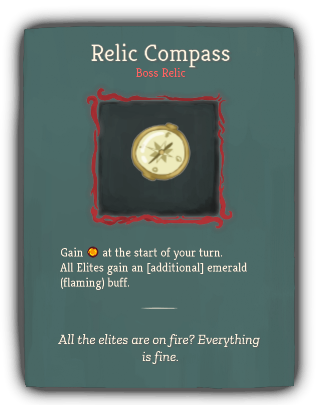 Relic Compass
Boss Relic
Gain at the start of your turn.
All Elites gain an [additional] emerald
(flaming) buff.
All the elites are on fire? Everything
is fine.